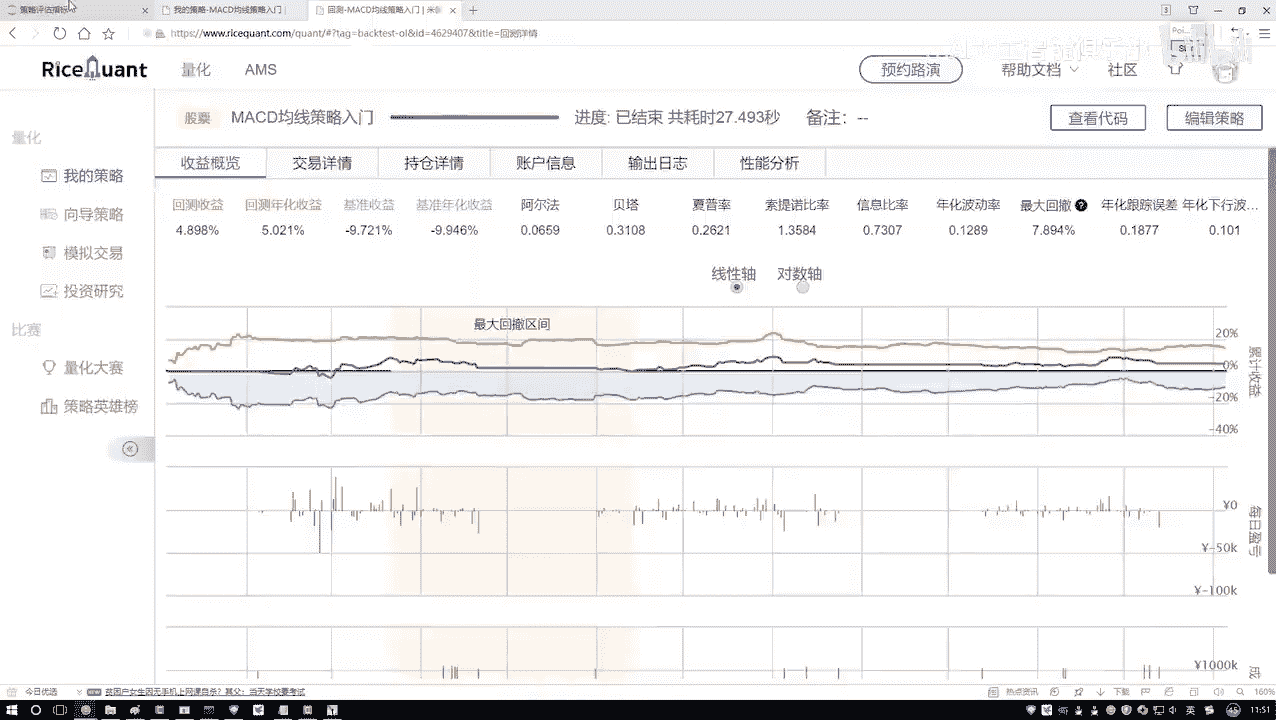 我的策略-MACD均线策略入门 |
回测-MACD均线策略入门 |
https://www.ricequant.com/quant/#?tag=backtest-ol&id=4629407&title=回测详情
RiceQuant 量化 AMS 预约路演 帮助文档 社区
股票 MACD均线策略入门 进度: 已结束 共耗时27.493秒 备注: -- 查看代码 编辑策略
量化
我的策略
向导策略
模拟交易
投资研究
比赛
量化大赛
策略英雄榜
收益概览 交易详情 持仓详情 账户信息 输出日志 性能分析
回测收益 回测年化收益 基准收益 基准年化收益 阿尔法 贝塔 夏普率 索提诺比率 信息比率 年化波动率 最大回撤 年化跟踪误差 年化下行波...
4.898% 5.021% -9.721% -9.946% 0.0659 0.3108 0.2621 1.3584 0.7307 0.1289 7.894% 0.1877 0.101
线性轴 对数轴
最大回撤区间
20%
0%
-20%
-40%
累计收益
¥0
¥-50k
¥-100k
每日盈亏
¥1000k
今日优选
热点资讯 下载 160%
英 11:51